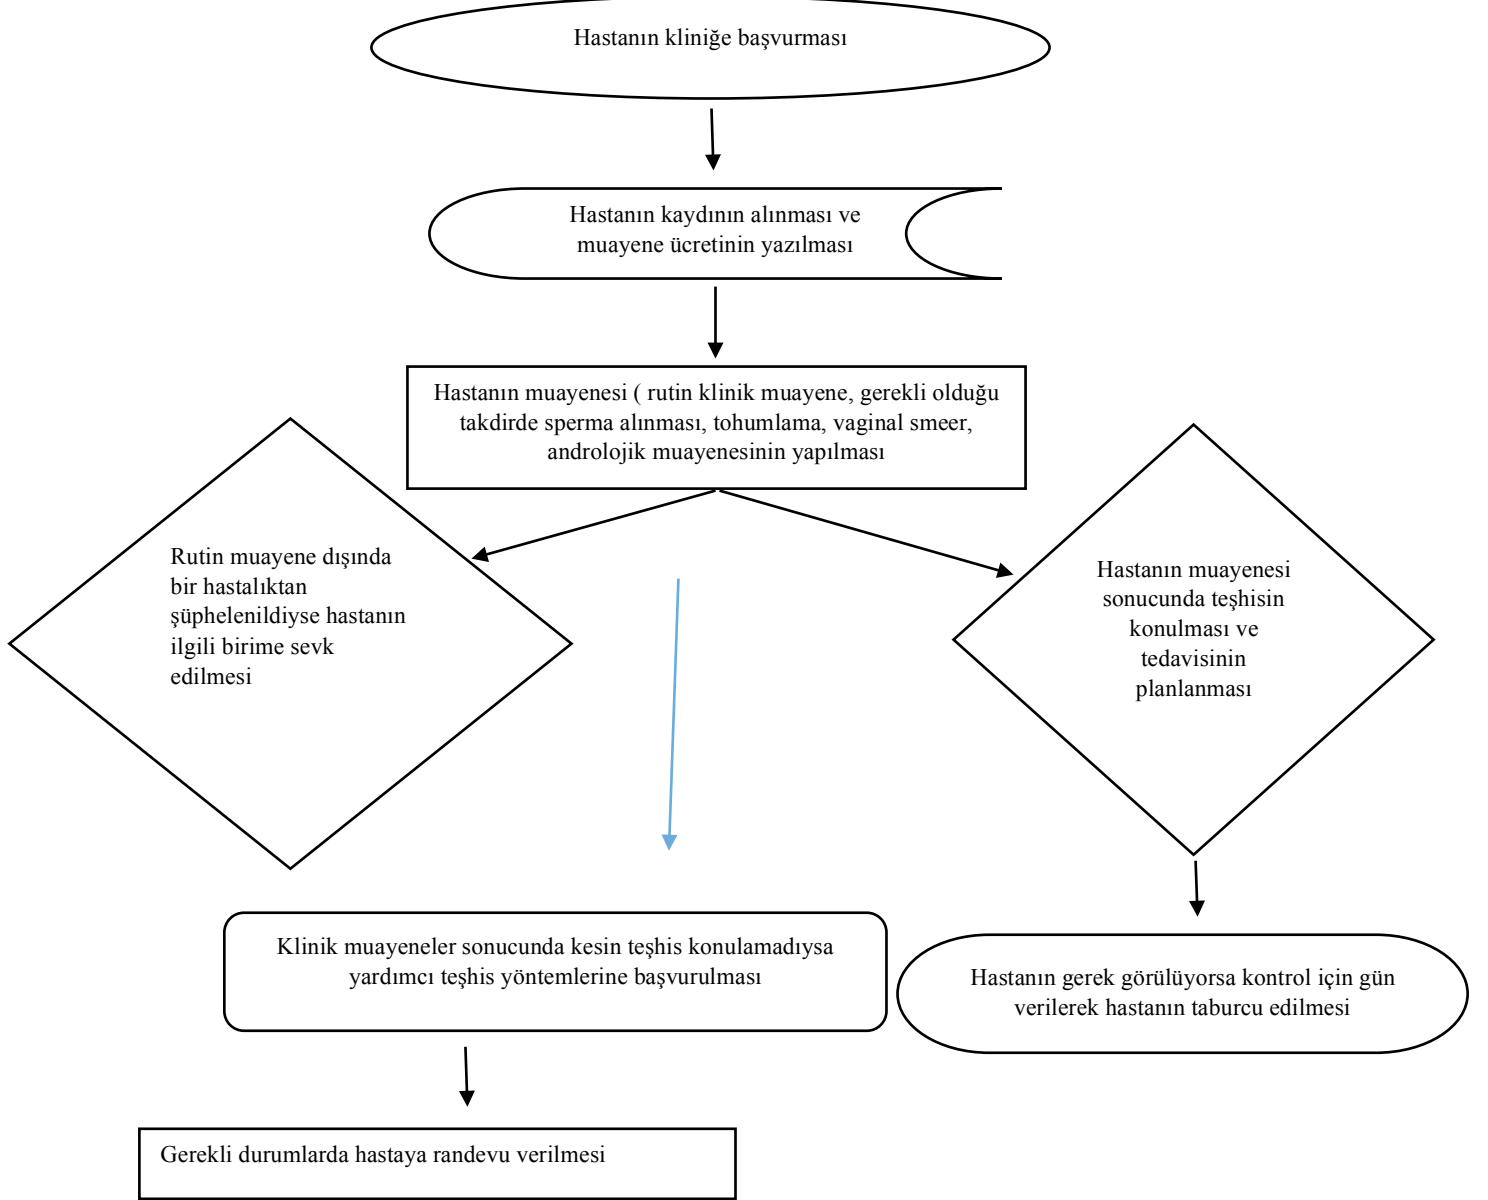 Hastanın kliniğe başvurması
Hastanın kaydının alınması ve
muayene ücretinin yazılması
Hastanın muayenesi ( rutin klinik muayene, gerekli olduğu
takdirde sperma alınması, tohumlama, vaginal smeer,
androlojik muayenesinin yapılması
Rutin muayene dışında
bir hastalıktan
şüphelenildiyse hastanın
ilgili birime sevk
edilmesi
Hastanın muayenesi
sonucunda teşhisin
konulması ve
tedavisinin
planlanması
Klinik muayeneler sonucunda kesin teşhis konulamadıysa
yardımcı teşhis yöntemlerine başvurulması
Hastanın gerek görülüyorsa kontrol için gün
verilerek hastanın taburcu edilmesi
Gerekli durumlarda hastaya randevu verilmesi